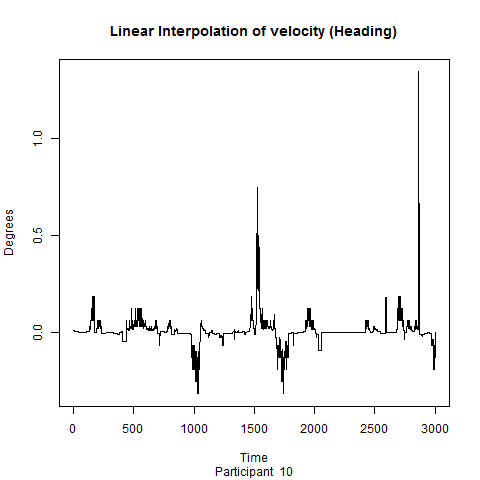 Linear Interpolation of velocity (Heading)
Degrees
1.0
0.5
0.0
0 500 1000 1500 2000 2500 3000
Time
Participant 10